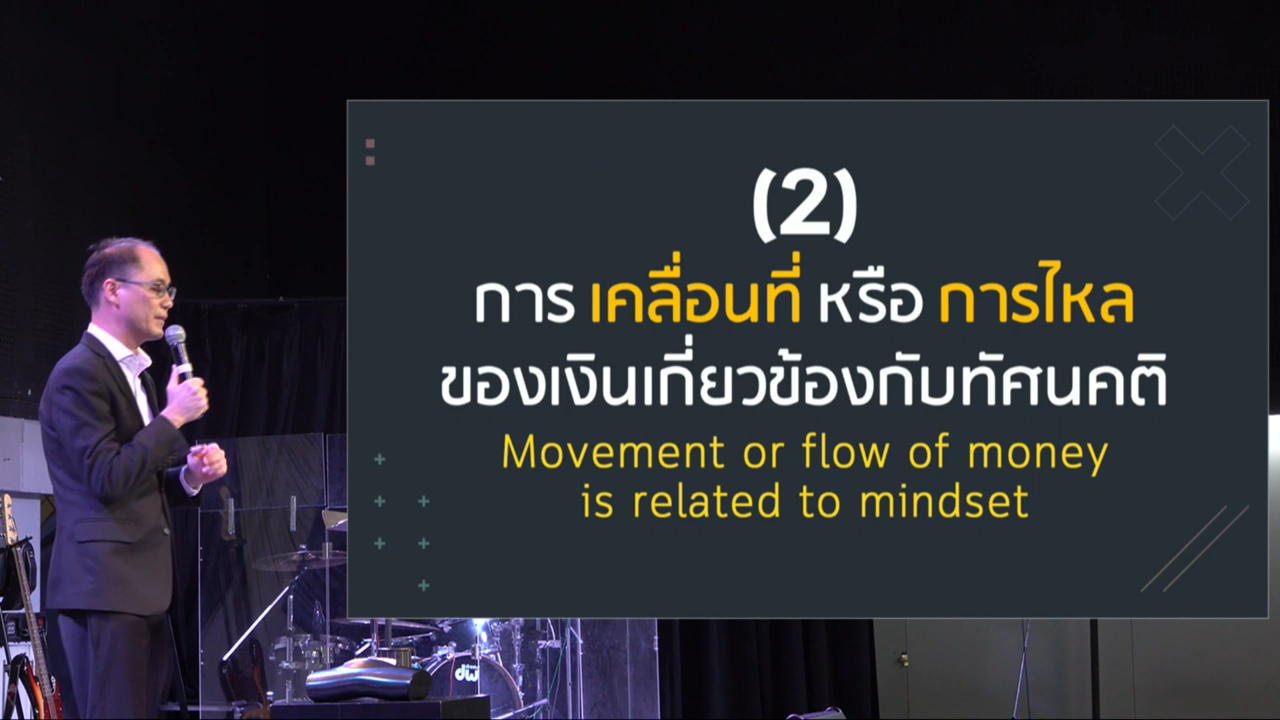 (2)
การ เคลื่อนที่ หรือ การไหล
ของเงินเกี่ยวข้องกับทัศนคติ
Movement or flow of money
is related to mindset
dw